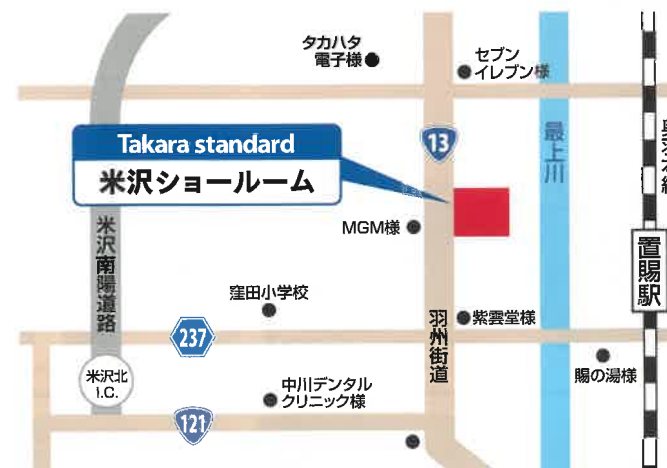 タカハタ
電子様
セブン
イレブン様
13
Takara standard
米沢ショールーム
最上川
MGM様
米沢南陽道路
置賜駅
窪田小学校
羽州街道
紫雲堂様
237
米沢北
I.C.
賜の湯様
中川デンタル
クリニック様
121